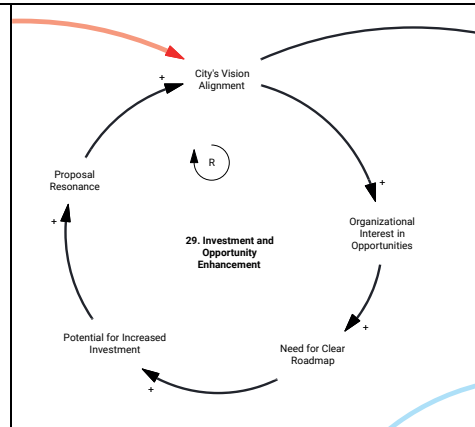 City's Vision
Alignment
+
+
R
Proposal
Resonance
+
+
Organizational
Interest in
Opportunities
29. Investment and
Opportunity
Enhancement
Potential for Increased
Investment
+
Need for Clear
Roadmap
+